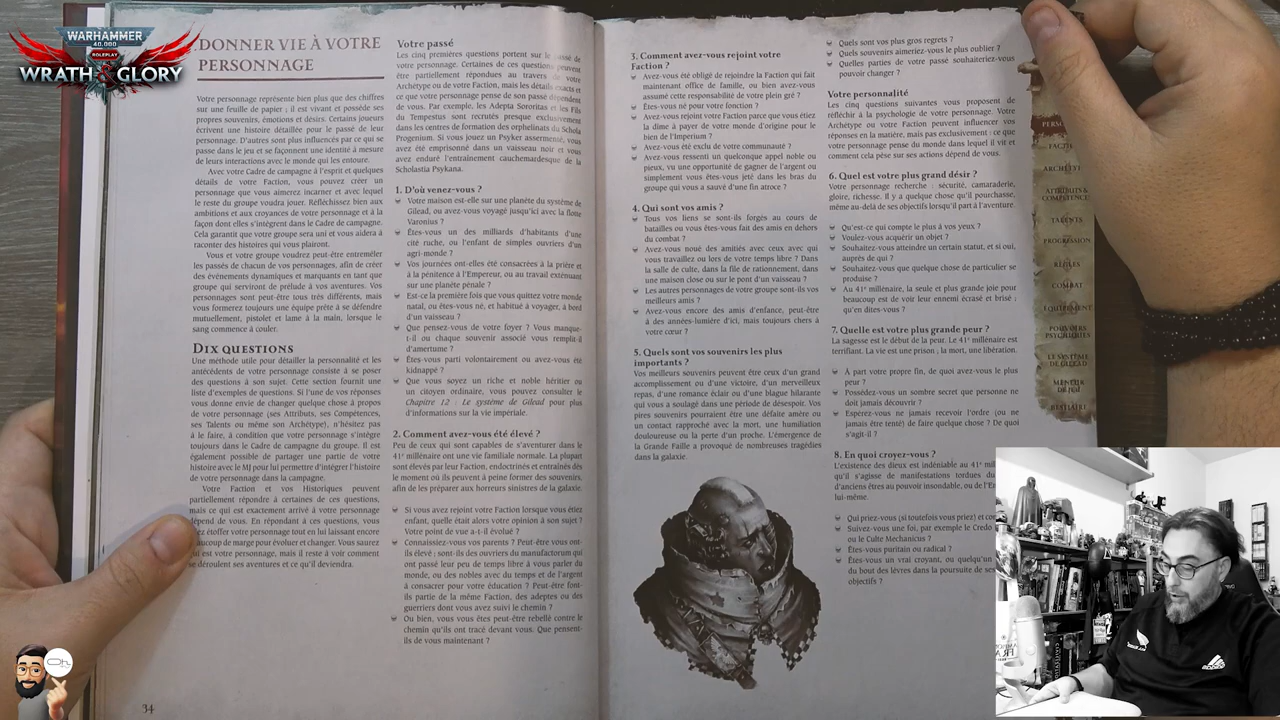 WARHAMMER
40,000
ROLEPLAY
WRATH & GLORY
DONNER VIE À VOTRE
PERSONNAGE
Votre personnage représente bien plus que des chiffres
sur une feuille de papier ; il est vivant et possède ses
propres souvenirs, émotions et désirs. Certains joueurs
écrivent une histoire détaillée pour le passé de leur
personnage. D'autres sont plus influencés par ce qui se
passe dans le jeu et se façonnent une identité à mesure
de leurs interactions avec le monde qui les entoure.
Avec votre Cadre de campagne à l'esprit et quelques
détails de votre Faction, vous pouvez créer un
personnage que vous aimerez incarner et avec lequel
le reste du groupe voudra jouer. Réfléchissez bien aux
ambitions et aux croyances de votre personnage et à la
façon dont elles s'intègrent dans le Cadre de campagne.
Cela garantit que votre groupe sera uni et vous aidera à
raconter des histoires qui vous plairont.
Vous et votre groupe voudrez peut-être entremêler
les passés de chacun de vos personnages, afin de créer
des événements dynamiques et marquants en tant que
groupe qui serviront de prélude à vos aventures. Vos
personnages sont peut-être tous très différents, mais
vous formerez toujours une équipe prête à se défendre
mutuellement, pistolet et lame à la main, lorsque le
sang commence à couler.
DIX QUESTIONS
Une méthode utile pour détailler la personnalité et les
antécédents de votre personnage consiste à se poser
des questions à son sujet. Cette section fournit une
liste d'exemples de questions. Si l'une de vos réponses
vous donne envie de changer quelque chose à propos
de votre personnage (ses Attributs, ses Compétences,
ses Talents ou même son Archétype), n'hésitez pas
à le faire, à condition que votre personnage s'intègre
toujours dans le Cadre de campagne du groupe. Il est
également possible de partager une partie de votre
histoire avec le MJ pour lui permettre d'intégrer l'histoire
de votre personnage dans la campagne.
Votre Faction et vos Historiques peuvent
partiellement répondre à certaines de ces questions,
mais ce qui est exactement arrivé à votre personnage
dépend de vous. En répondant à ces questions, vous
étoffer votre personnage tout en lui laissant encore
beaucoup de marge pour évoluer et changer. Vous saurez
qui est votre personnage, mais il reste à voir comment
se déroulent ses aventures et ce qu'il deviendra.
34
Votre passé
Les cinq premières questions portent sur le passé de
votre personnage. Certaines de ces questions peuvent
être partiellement répondues au travers de votre
Archétype ou de votre Faction, mais les détails exacts et
ce que votre personnage pense de son passé dépendent
de vous. Par exemple, les Adepta Sororitas et les Fils
du Tempestus sont recrutés presque exclusivement
dans les centres de formation des orphelinats du Schola
Progenium. Si vous jouez un Psyker assermenté, vous
avez été emprisonné dans un vaisseau noir et vous
avez enduré l'entrainement cauchemardesque de la
Scholastia Psykana.
1. D'où venez-vous ?
Votre maison est-elle sur une planète du système de
Gilead, ou avez-vous voyagé jusqu'ici avec la flotte
Varonius ?
Êtes-vous un des milliards d'habitants d'une
cité ruche, ou l'enfant de simples ouvriers d'un
agri-monde ?
Vos journées ont-elles été consacrées à la prière et
à la pénitence à l'Empereur, ou au travail exténuant
sur une planète pénale ?
Est-ce la première fois que vous quittez votre monde
natal, ou êtes-vous né, et habitué à voyager, à bord
d'un vaisseau ?
Que pensez-vous de votre foyer ? Vous manque-
t-il ou chaque souvenir associé vous remplit-il
d'amertume ?
Êtes-vous parti volontairement ou avez-vous été
kidnappé ?
Que vous soyez un riche et noble héritier ou
un citoyen ordinaire, vous pouvez consulter le
Chapitre 12 : Le système de Gilead pour plus
d'informations sur la vie impériale.
2. Comment avez-vous été élevé ?
Peu de ceux qui sont capables de s'aventurer dans le
41e millénaire ont une vie familiale normale. La plupart
sont élevés par leur Faction, endoctrinés et entraînés dès
le moment où ils peuvent à peine former des souvenirs,
afin de les préparer aux horreurs sinistres de la galaxie.
Si vous avez rejoint votre Faction lorsque vous étiez
enfant, quelle était alors votre opinion à son sujet ?
Votre point de vue a-t-il évolué ?
Connaissiez-vous vos parents ? Peut-être vous ont-
ils élevé ; sont-ils des ouvriers du manufactorum qui
ont passé leur peu de temps libre à vous parler du
monde, ou des nobles avec du temps et de l'argent
à consacrer pour votre éducation ? Peut-être font-
ils partie de la même Faction, des adeptes ou des
guerriers dont vous avez suivi le chemin ?
Ou bien, vous vous êtes peut-être rebellé contre le
chemin qu'ils ont tracé devant vous. Que pensent-
ils de vous maintenant ?
3. Comment avez-vous rejoint votre
Faction ?
Avez-vous été obligé de rejoindre la Faction qui fait
maintenant office de famille, ou bien avez-vous
assumé cette responsabilité de votre plein gré ?
Êtes-vous né pour votre fonction ?
Avez-vous rejoint votre Faction parce que vous étiez
la dîme à payer de votre monde d'origine pour le
bien de l'Imperium ?
Avez-vous été exclu de votre communauté ?
Avez-vous ressenti un quelconque appel noble ou
pieux, vu une opportunité de gagner de l'argent ou
simplement vous êtes-vous jeté dans les bras du
groupe qui vous a sauvé d'une fin atroce ?
4. Qui sont vos amis ?
Tous vos liens se sont-ils forgés au cours de
batailles ou vous êtes-vous fait des amis en dehors
du combat ?
Avez-vous noué des amitiés avec ceux avec qui
vous travaillez ou lors de votre temps libre ? Dans
la salle de culte, dans la file de rationnement, dans
une maison close ou sur le pont d'un vaisseau ?
Les autres personnages de votre groupe sont-ils vos
meilleurs amis ?
Avez-vous encore des amis d'enfance, peut-être
à des années-lumière d'ici, mais toujours chers à
votre cœur ?
5. Quels sont vos souvenirs les plus
importants ?
Vos meilleurs souvenirs peuvent être ceux d'un grand
accomplissement ou d'une victoire, d'un merveilleux
repas, d'une romance éclair ou d'une blague hilarante
qui vous a soulagé dans une période de désespoir. Vos
pires souvenirs pourraient être une défaite amère ou
un contact rapproché avec la mort, une humiliation
douloureuse ou la perte d'un proche. L'émergence de
la Grande Faille a provoqué de nombreuses tragédies
dans la galaxie.
Quels sont vos plus gros regrets ?
Quels souvenirs aimeriez-vous le plus oublier ?
Quelles parties de votre passé souhaiteriez-vous
pouvoir changer ?
Votre personnalité
Les cinq questions suivantes vous proposent de
réfléchir à la psychologie de votre personnage. Votre
Archétype ou votre Faction peuvent influencer vos
réponses en la matière, mais pas exclusivement : ce que
votre personnage pense du monde dans lequel il vit et
comment cela pèse sur ses actions dépend de vous.
6. Quel est votre plus grand désir ?
Votre personnage recherche : sécurité, camaraderie,
gloire, richesse. Il y a quelque chose qu'il pourchasse,
même au-delà de ses objectifs lorsqu'il part à l'aventure.
Qu'est-ce qui compte le plus à vos yeux ?
Voulez-vous acquérir un objet ?
Souhaitez-vous atteindre un certain statut, et si oui,
auprès de qui ?
Souhaitez-vous que quelque chose de particulier se
produise ?
Au 41e millénaire, la seule et plus grande joie pour
beaucoup est de voir leur ennemi écrasé et brisé ;
qu'en dites-vous ?
7. Quelle est votre plus grande peur ?
La sagesse est le début de la peur. Le 41e millénaire est
terrifiant. La vie est une prison ; la mort, une libération.
À part votre propre fin, de quoi avez-vous le plus
peur ?
Possédez-vous un sombre secret que personne ne
doit jamais découvrir ?
Espérez-vous ne jamais recevoir l'ordre (ou ne
jamais être tenté) de faire quelque chose ? De quoi
s'agit-il ?
8. En quoi croyez-vous ?
L'existence des dieux est indéniable au 41e
qu'il s'agisse de manifestations tordues du
d'anciens êtres au pouvoir insondable, ou de
lui-même.
Qui priez-vous (si toutefois vous priez) et
Suivez-vous une foi, par exemple le Credo
ou le Culte Mechanicus ?
Êtes-vous puritain ou radical ?
Êtes-vous un vrai croyant, ou quelqu'un
du bout des lèvres dans la poursuite de ses
objectifs ?
ARCHÉTYPE
ATTRIBUTS &
COMPÉTENCES
TALENTS
PROGRESSION
RÈGLES
COMBAT
ÉQUIPEMENT
POUVOIRS
PSYCHIQUES
LE SYSTÈME
DE GILEAD
MENEUR
DE JEU
BESTIAIRE
adidas